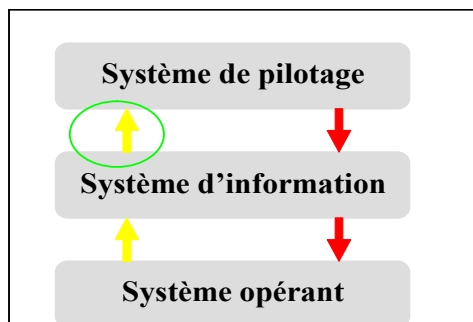 Système de pilotage
Système d'information
Système opérant